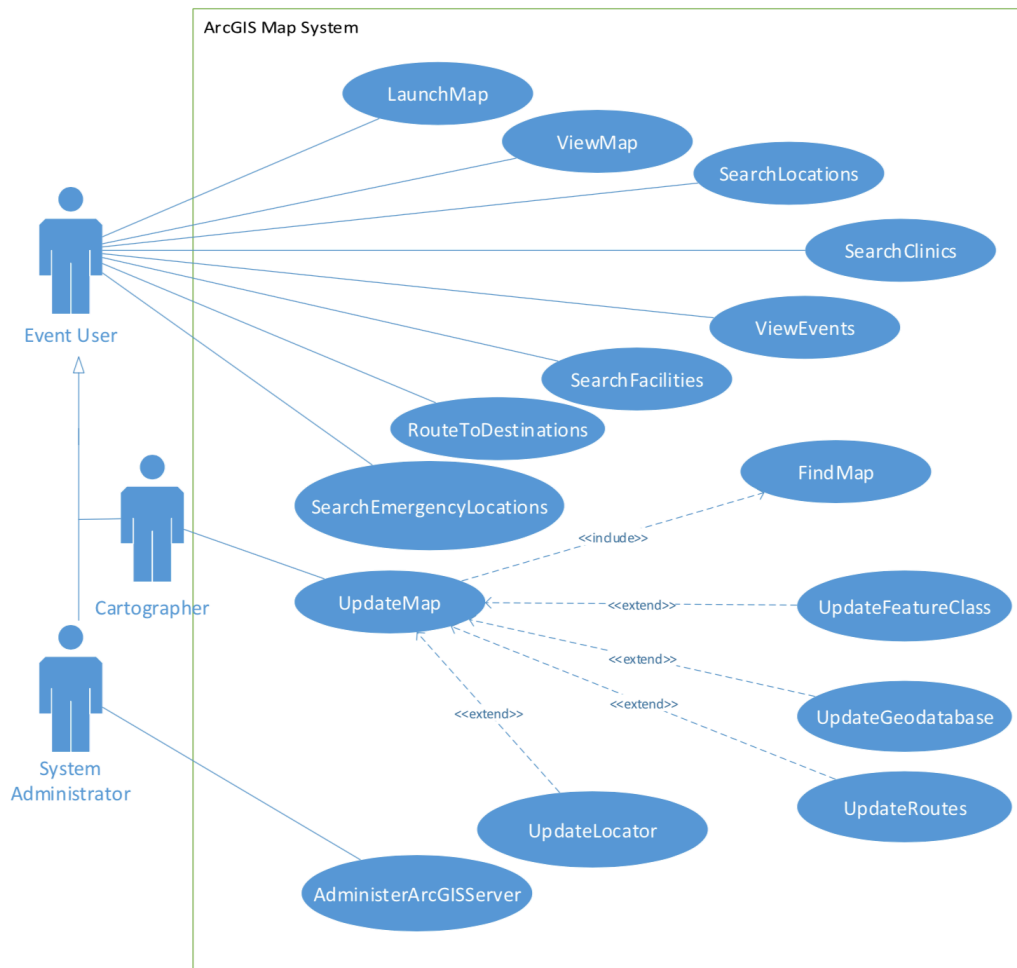 ArcGIS Map System
LaunchMap
ViewMap
SearchLocations
SearchClinics
Event User
ViewEvents
SearchFacilities
RouteToDestinations
FindMap
SearchEmergencyLocations
<<include>>
Cartographer
UpdateMap
<<extend>>
UpdateFeatureClass
<<extend>>
<<extend>>
<<extend>>
UpdateGeodatabase
System
Administrator
UpdateRoutes
UpdateLocator
AdministerArcGISServer